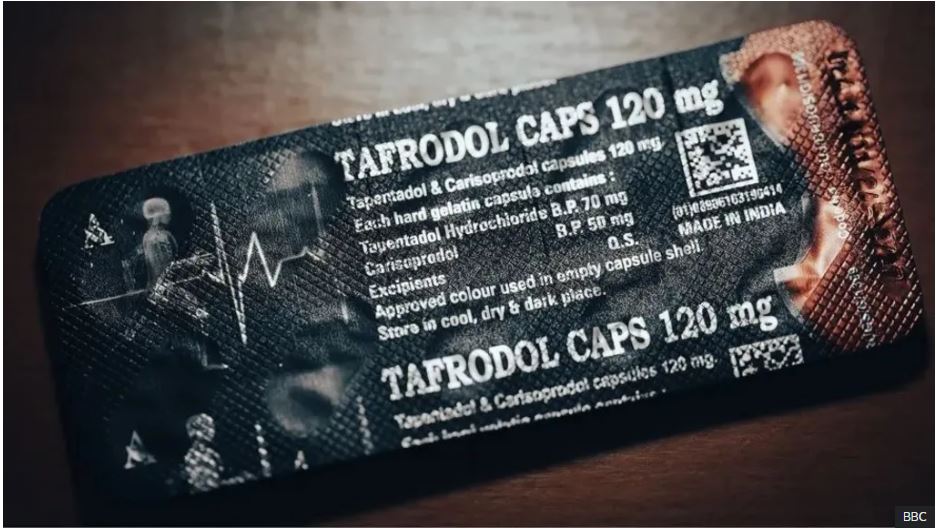 TAFRODOL CAPS 120 mg
Tapentadol & Carisoprodol capsules 120 mg.
Each hard gelatin capsule contains :
Tapentadol Hydrochloride B.P. 70 mg
Carisoprodol B.P. 50 mg
Excipients Q.S.
Approved colour used in empty capsule shell
Store in cool, dry & dark place.
MADE IN INDIA
TAFRODOL CAPS 120 mg
Tapentadol & Carisoprodol capsules 120 mg.
BBC